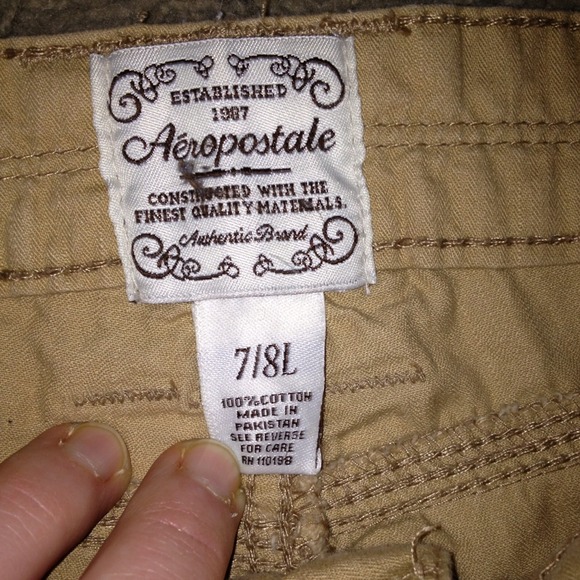 ESTABLISHED
1987
Aéropostale
CONSTRUCTED WITH THE
FINEST QUALITY MATERIALS.
Authentic Brand
7/8L
100% COTTON
MADE IN
PAKISTAN
SEE REVERSE
FOR CARE
RN 110198